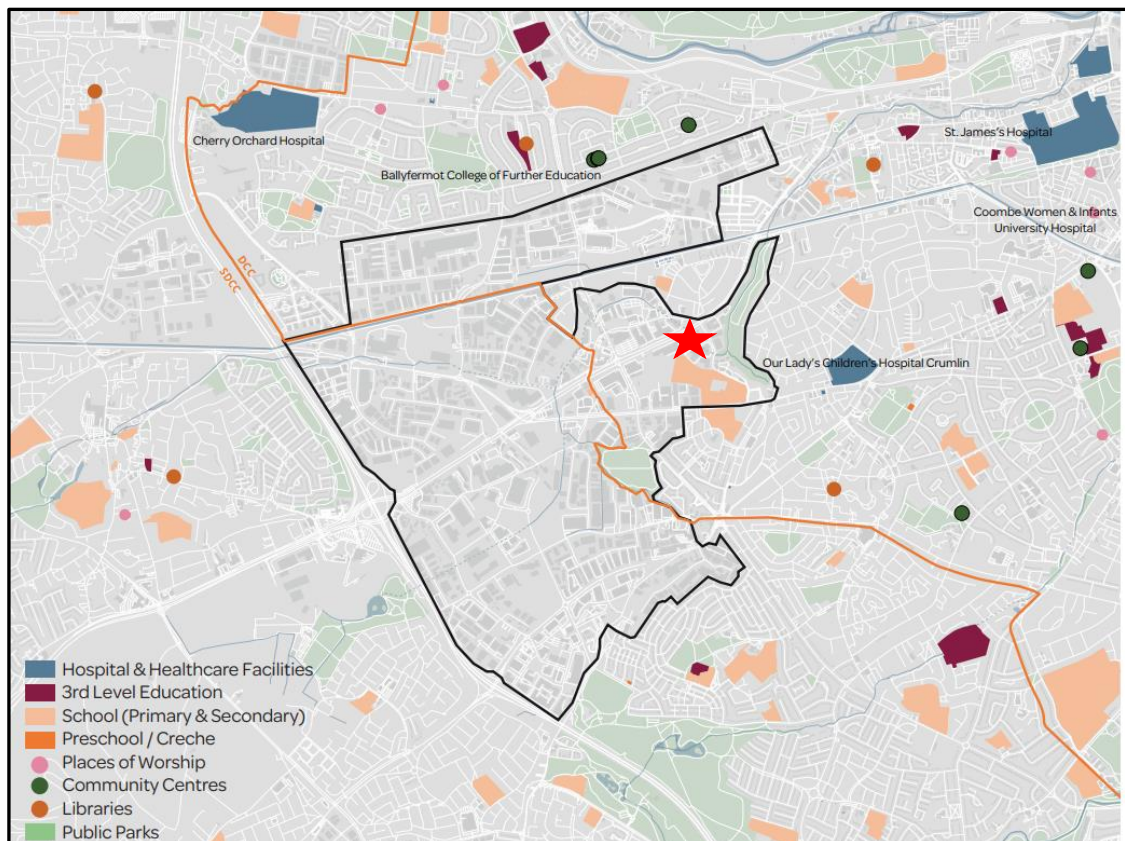 Cherry Orchard Hospital
St. James's Hospital
Ballyfermot College of Further Education
Coombe Women & Infants
University Hospital
DCC
SDCC
Our Lady's Children's Hospital Crumlin
Hospital & Healthcare Facilities
3rd Level Education
School (Primary & Secondary)
Preschool / Creche
Places of Worship
Community Centres
Libraries
Public Parks